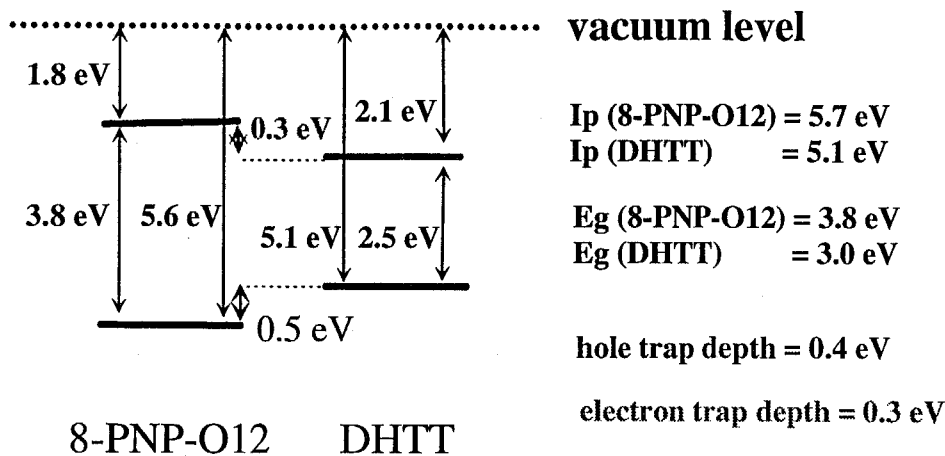 vacuum level
1.8 eV
0.3 eV
2.1 eV
3.8 eV
5.6 eV
5.1 eV
2.5 eV
0.5 eV
8-PNP-O12
DHTT
Ip (8-PNP-O12) = 5.7 eV
Ip (DHTT) = 5.1 eV
Eg (8-PNP-O12) = 3.8 eV
Eg (DHTT) = 3.0 eV
hole trap depth = 0.4 eV
electron trap depth = 0.3 eV